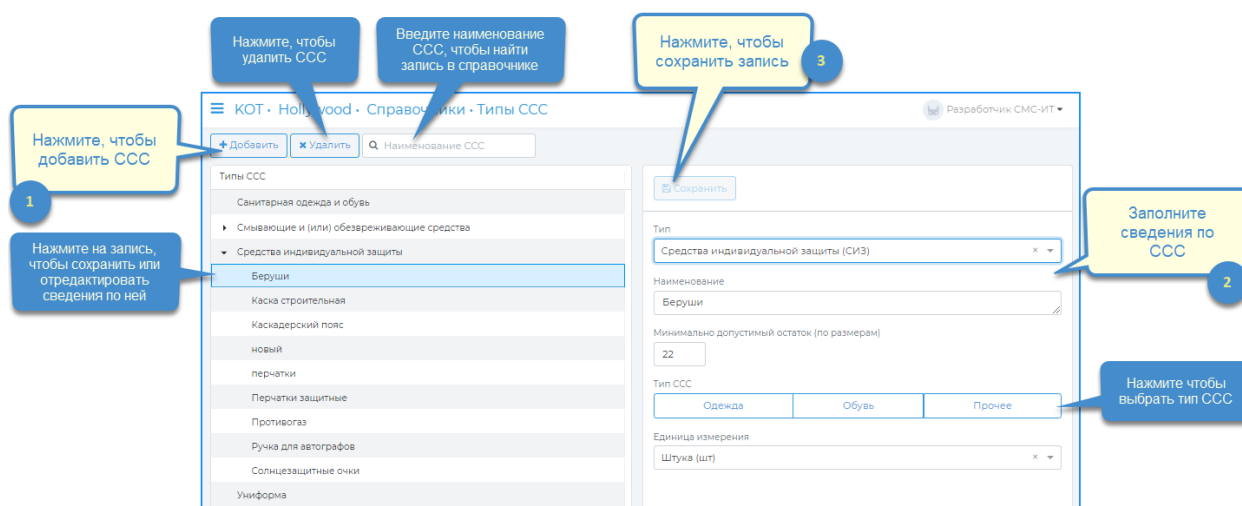 Нажмите, чтобы
удалить ССС
Введите наименование
ССС, чтобы найти
запись в справочнике
Нажмите, чтобы
сохранить запись
3
КОТ • Hollywood • Справочники • Типы ССС
Разработчик СМС-ИТ
Нажмите, чтобы
добавить ССС
1
Добавить
Удалить
Наименование ССС
Типы ССС
Санитарная одежда и обувь
Смывающие и (или) обезвреживающие средства
Средства индивидуальной защиты
Беруши
Каска строительная
Каскадерский пояс
новый
перчатки
Перчатки защитные
Противогаз
Ручка для автографов
Солнцезащитные очки
Униформа
Нажмите на запись,
чтобы сохранить или
отредактировать
сведения по ней
Сохранить
Тип
Средства индивидуальной защиты (СИЗ)
Наименование
Беруши
Минимально допустимый остаток (по размерам)
22
Тип ССС
Одежда
Обувь
Прочее
Единица измерения
Штука (шт)
Заполните
сведения по
ССС
2
Нажмите чтобы
выбрать тип ССС